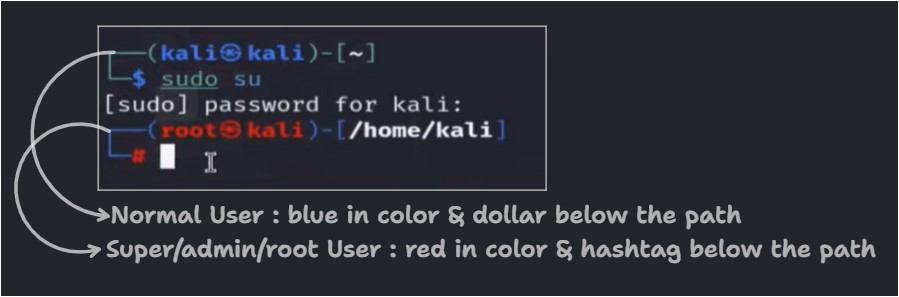 ┌──(kali㉿kali)-[~]
└─$ sudo su
[sudo] password for kali:
┌──(root㉿kali)-[/home/kali]
└─#
Normal User : blue in color & dollar below the path
Super/admin/root User : red in color & hashtag below the path